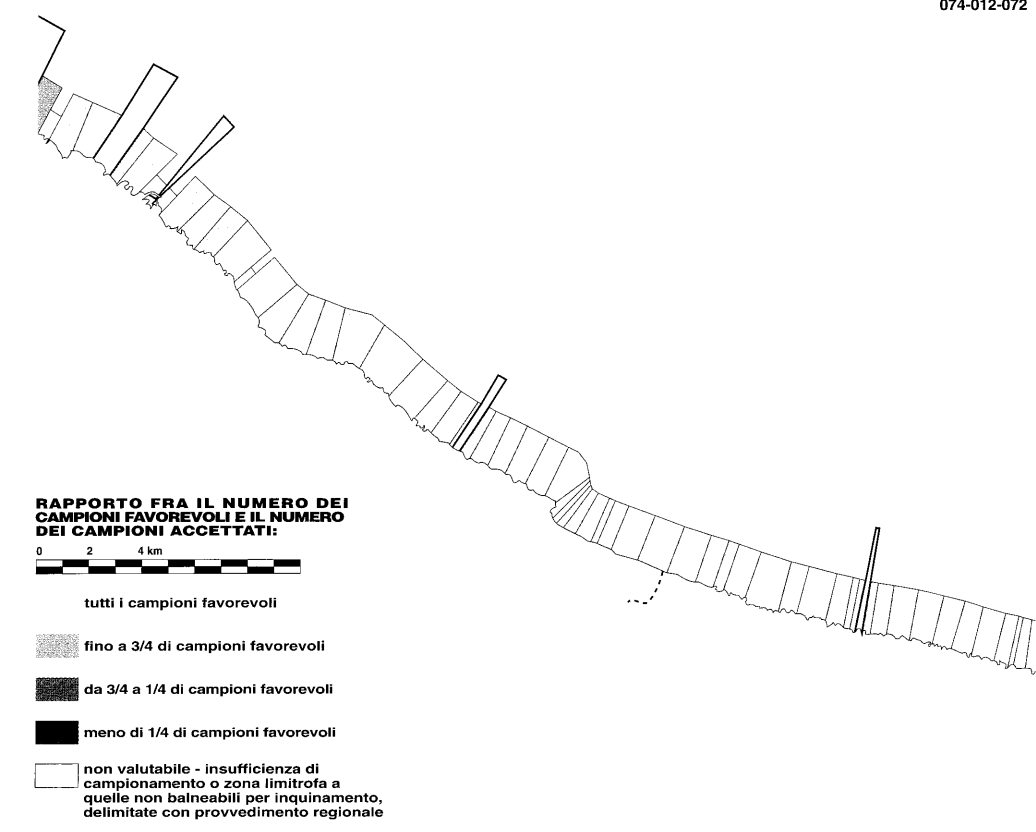 074-012-072
RAPPORTO FRA IL NUMERO DEI
CAMPIONI FAVOREVOLI E IL NUMERO
DEI CAMPIONI ACCETTATI:
0 2 4 km
tutti i campioni favorevoli
fino a 3/4 di campioni favorevoli
da 3/4 a 1/4 di campioni favorevoli
meno di 1/4 di campioni favorevoli
non valutabile - insufficienza di
campionamento o zona limitrofa a
quelle non balneabili per inquinamento,
delimitate con provvedimento regionale